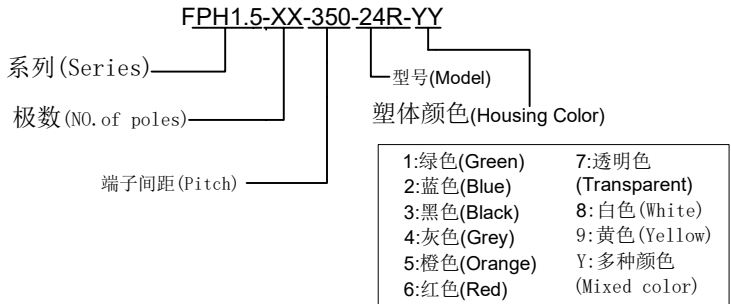 FPH1.5-XX-350-24R-YY
系列(Series)
型号(Model)
极数(NO.of poles)
塑体颜色(Housing Color)
端子间距(Pitch)
1:绿色(Green)
2:蓝色(Blue)
3:黑色(Black)
4:灰色(Grey)
5:橙色(Orange)
6:红色(Red)
7:透明色
(Transparent)
8:白色(White)
9:黄色(Yellow)
Y:多种颜色
(Mixed color)